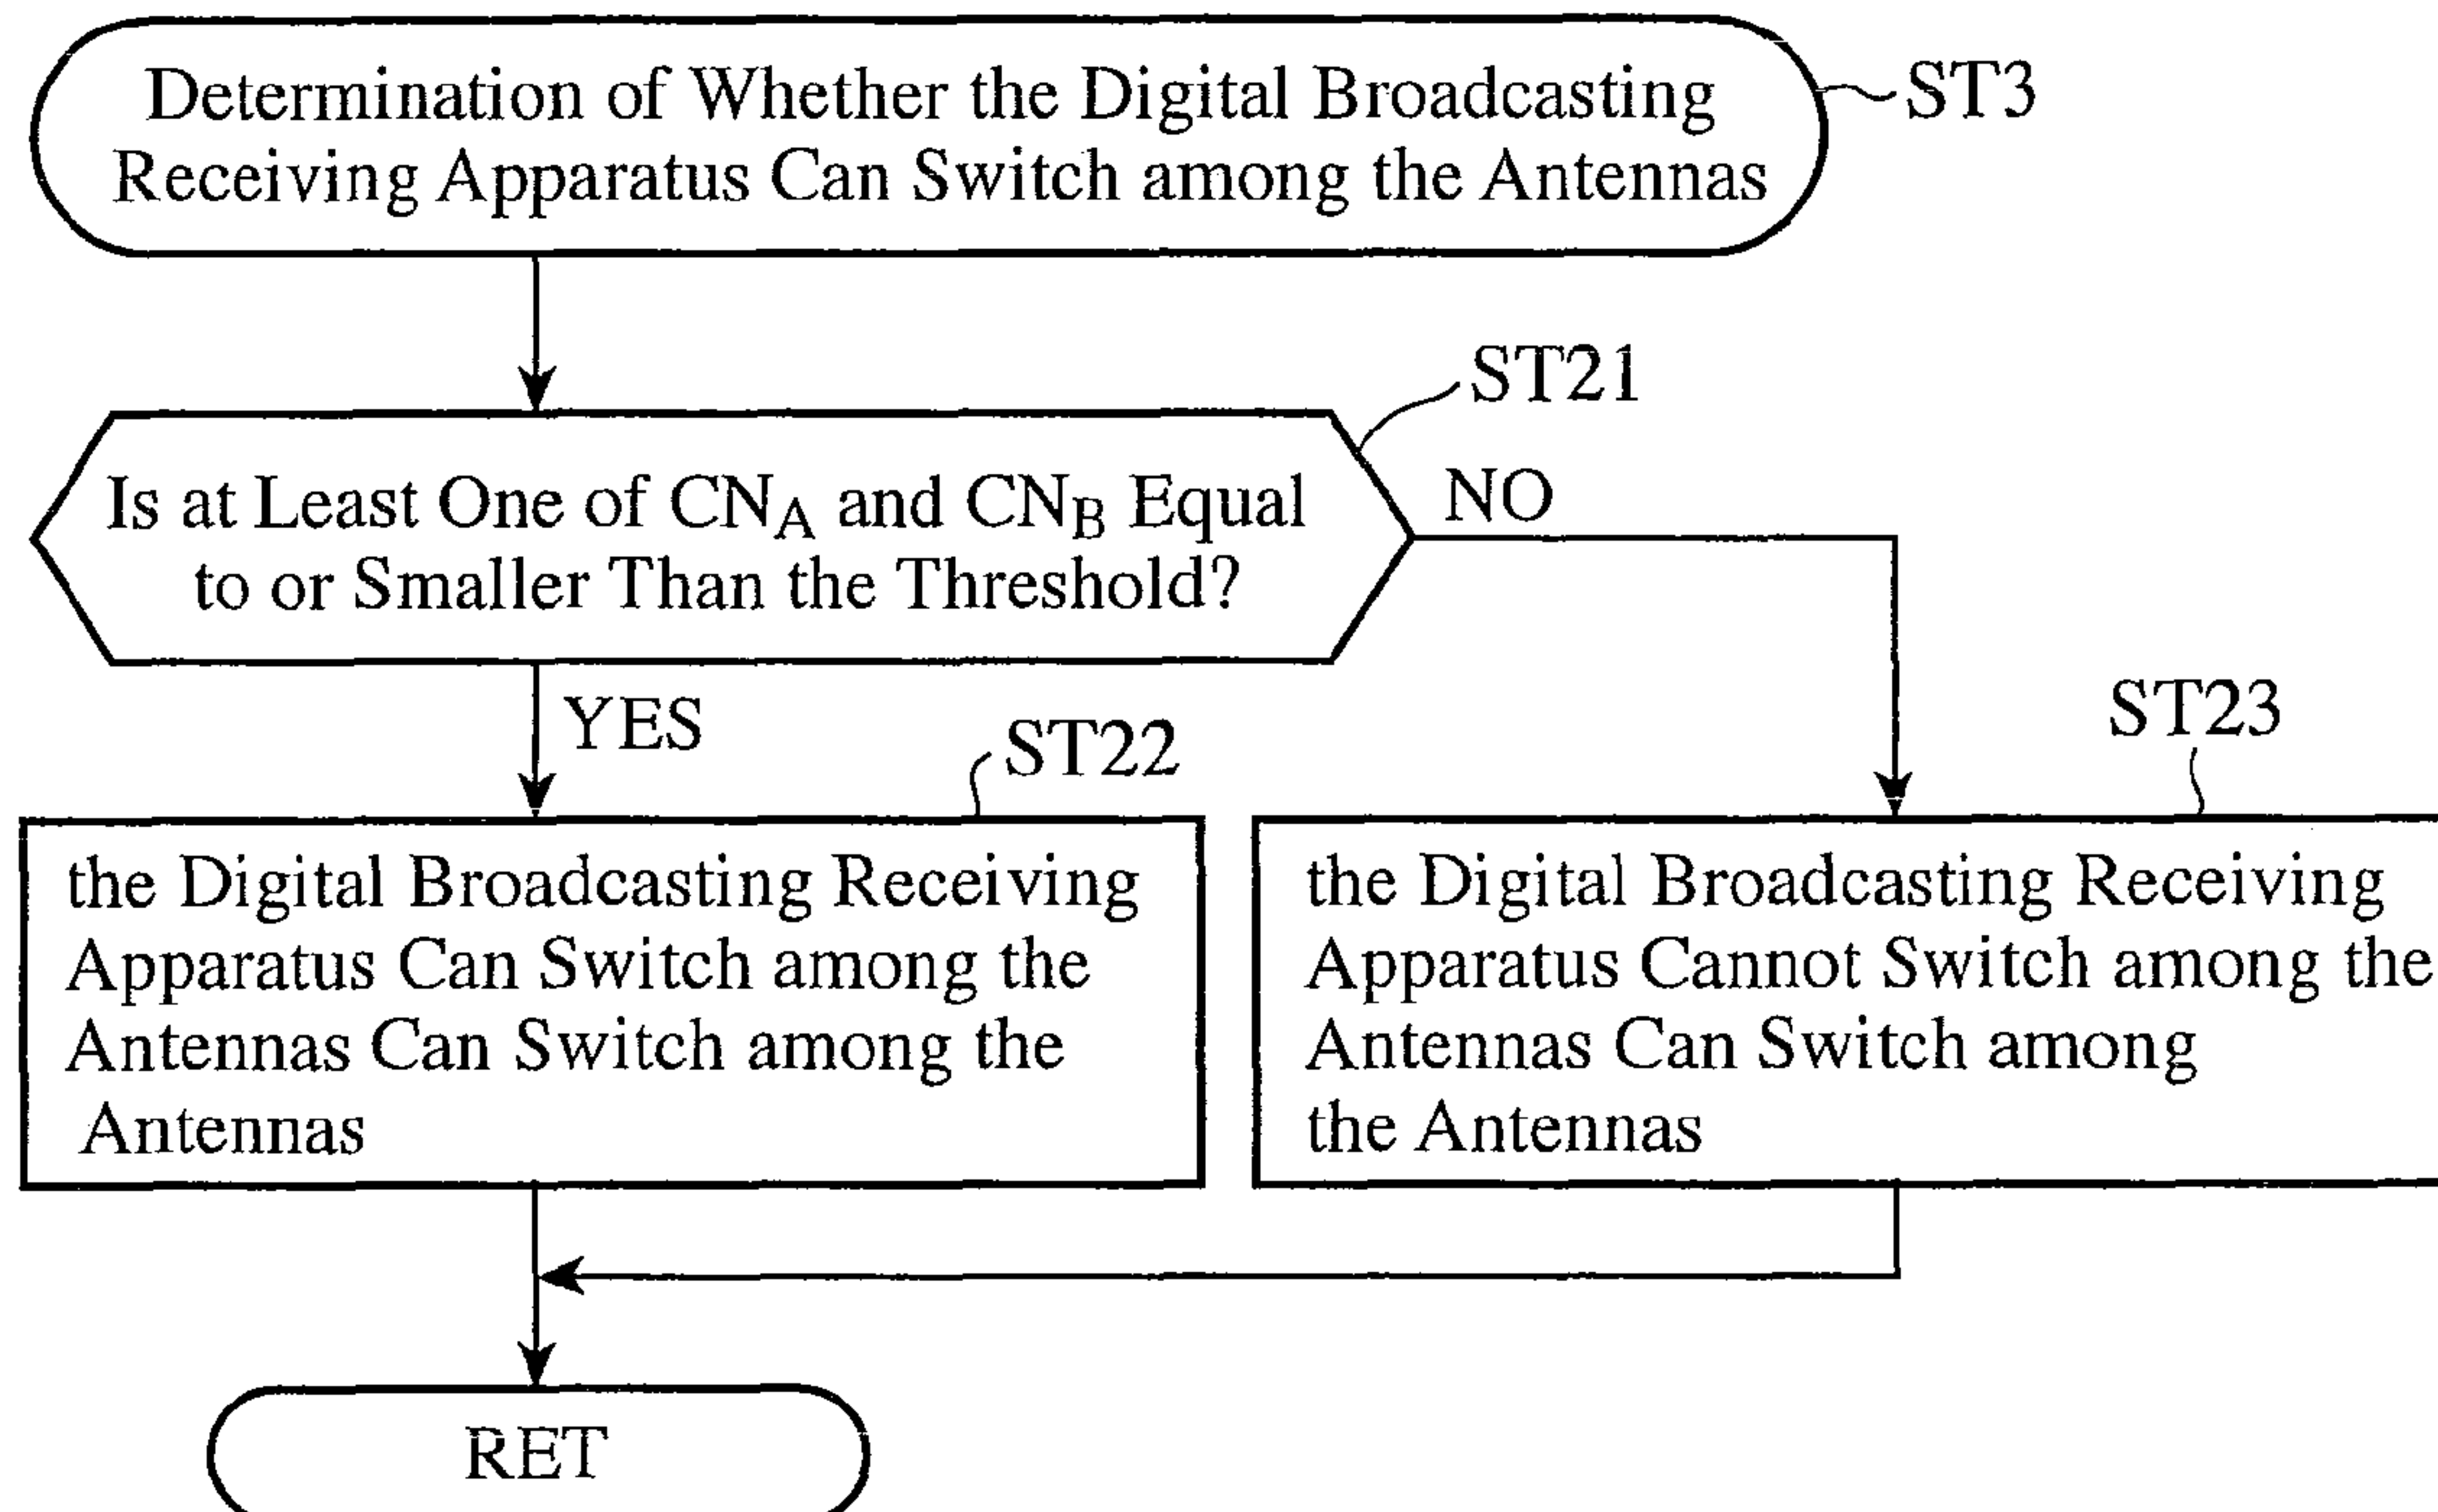 Determination of Whether the Digital Broadcasting
Receiving Apparatus Can Switch among the Antennas
ST3
ST21
Is at Least One of CNA and CNB Equal
to or Smaller Than the Threshold?
NO
YES
ST22
ST23
the Digital Broadcasting Receiving
Apparatus Can Switch among the
Antennas Can Switch among the
Antennas
the Digital Broadcasting Receiving
Apparatus Cannot Switch among the
Antennas Can Switch among
the Antennas
RET